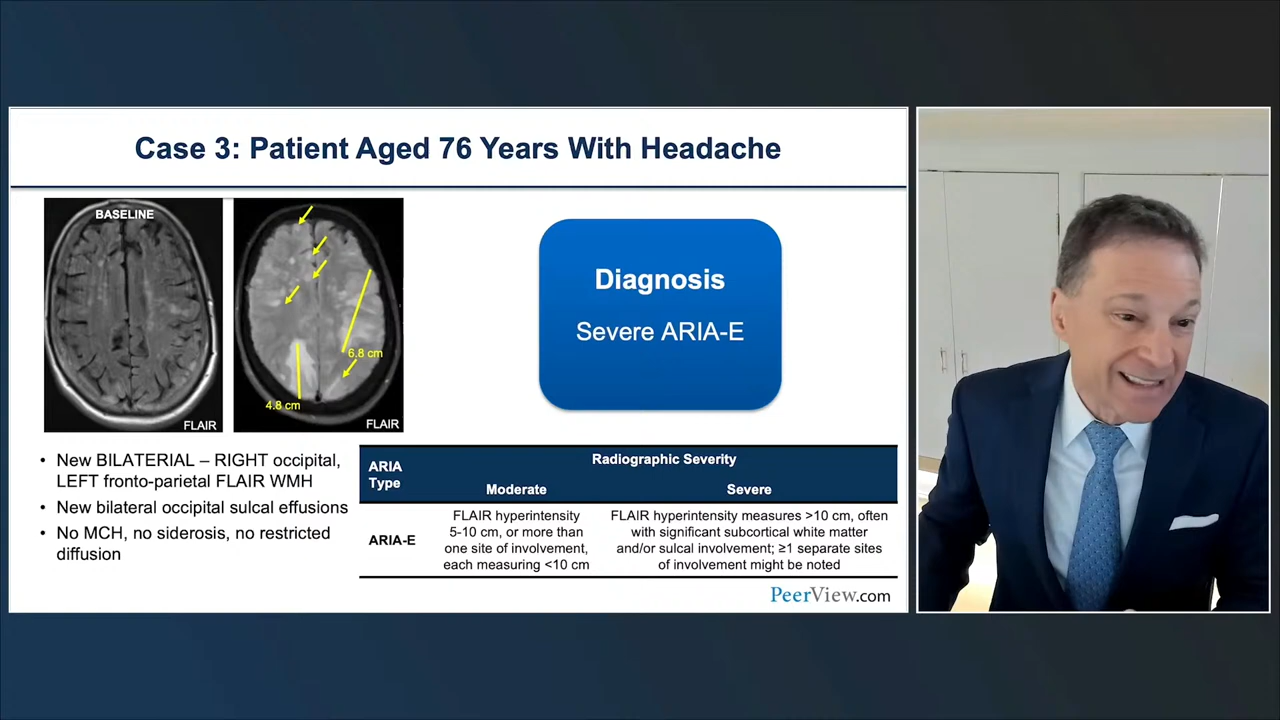 Case 3: Patient Aged 76 Years With Headache
BASELINE
FLAIR
6.8 cm
4.8 cm
FLAIR
Diagnosis
Severe ARIA-E
• New BILATERIAL – RIGHT occipital,
LEFT fronto-parietal FLAIR WMH
• New bilateral occipital sulcal effusions
• No MCH, no siderosis, no restricted
diffusion
ARIA
Type
Radiographic Severity
Moderate
Severe
ARIA-E
FLAIR hyperintensity
5-10 cm, or more than
one site of involvement,
each measuring <10 cm
FLAIR hyperintensity measures >10 cm, often
with significant subcortical white matter
and/or sulcal involvement; ≥1 separate sites
of involvement might be noted
PeerView.com